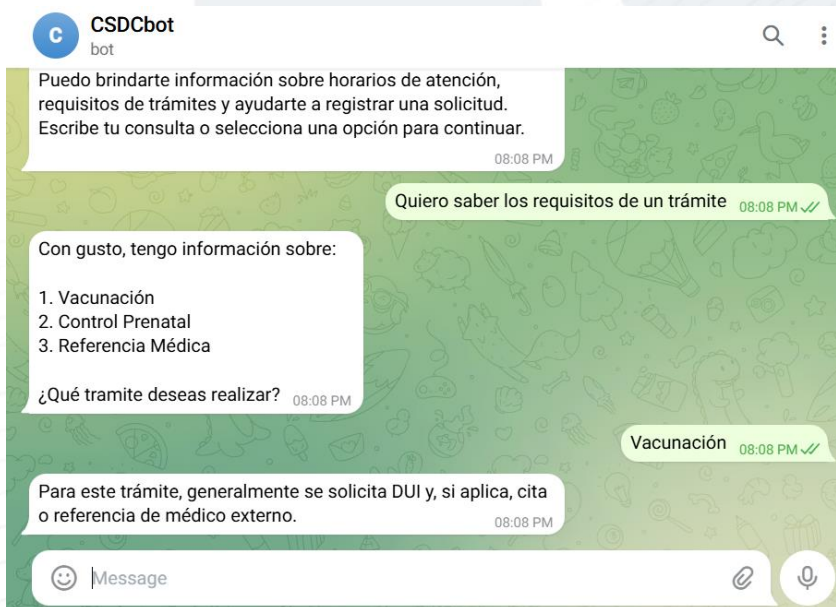 C
CSDCbot
bot
Puedo brindarte información sobre horarios de atención,
requisitos de trámites y ayudarte a registrar una solicitud.
Escribe tu consulta o selecciona una opción para continuar.
08:08 PM
Quiero saber los requisitos de un trámite 08:08 PM
Con gusto, tengo información sobre:
1. Vacunación
2. Control Prenatal
3. Referencia Médica
¿Qué tramite deseas realizar? 08:08 PM
Vacunación 08:08 PM
Para este trámite, generalmente se solicita DUI y, si aplica, cita
o referencia de médico externo. 08:08 PM
Message